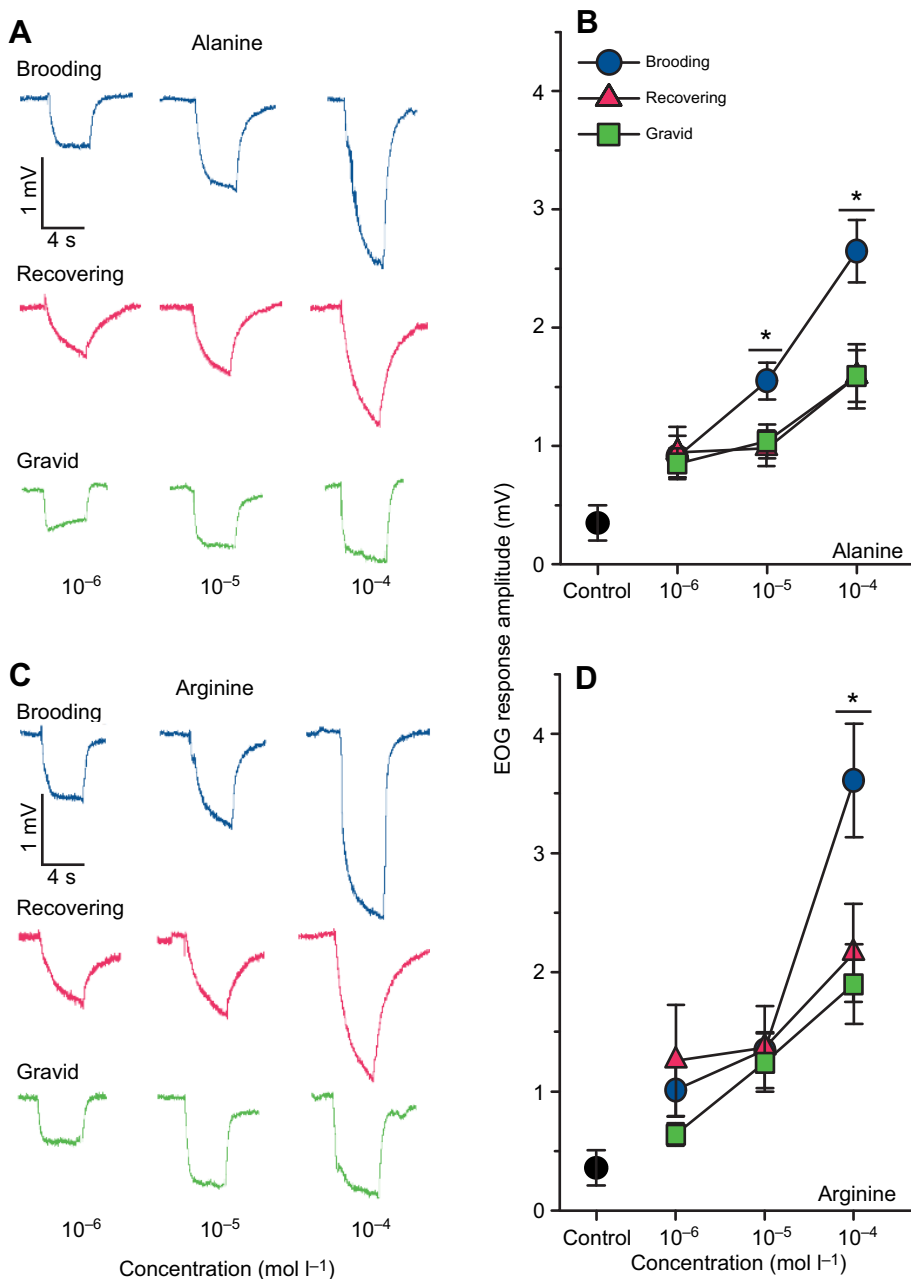 A
Alanine
Brooding
1 mV
4 s
Recovering
Gravid
10⁻⁶ 10⁻⁵ 10⁻⁴
B
Brooding
Recovering
Gravid
4
3
2
1
0
* *
Alanine
Control 10⁻⁶ 10⁻⁵ 10⁻⁴
EOG response amplitude (mV)
C
Arginine
Brooding
1 mV
4 s
Recovering
Gravid
10⁻⁶ 10⁻⁵ 10⁻⁴
Concentration (mol l⁻¹)
D
4
3
2
1
0
*
Arginine
Control 10⁻⁶ 10⁻⁵ 10⁻⁴
Concentration (mol l⁻¹)